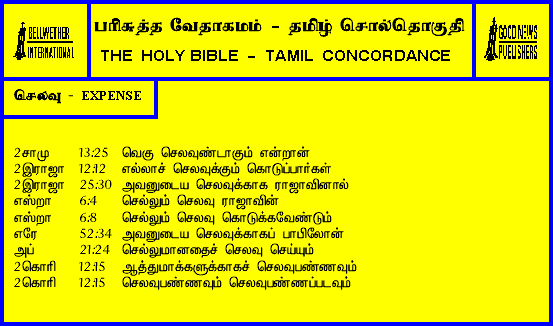 BELLWETHER
INTERNATIONAL
பரிசுத்த வேதாகமம் - தமிழ் சொல்தொகுதி
THE HOLY BIBLE - TAMIL CONCORDANCE
GOOD NEWS
PUBLISHERS
செலவு - EXPENSE
2சாமு 13:25 வெகு செலவுண்டாகும் என்றான்
2இராஜா 12:12 எல்லாச் செலவுக்கும் கொடுப்பார்கள்
2இராஜா 25:30 அவனுடைய செலவுக்காக ராஜாவினால்
எஸ்றா 6:4 செல்லும் செலவு ராஜாவின்
எஸ்றா 6:8 செல்லும் செலவு கொடுக்கவேண்டும்
எரே 52:34 அவனுடைய செலவுக்காகப் பாபிலோன்
அப் 21:24 செல்லுமானதைச் செலவு செய்யும்
2கொரி 12:15 ஆத்துமாக்களுக்காகச் செலவுபண்ணவும்
2கொரி 12:15 செலவுபண்ணவும் செலவுபண்ணப்படவும்